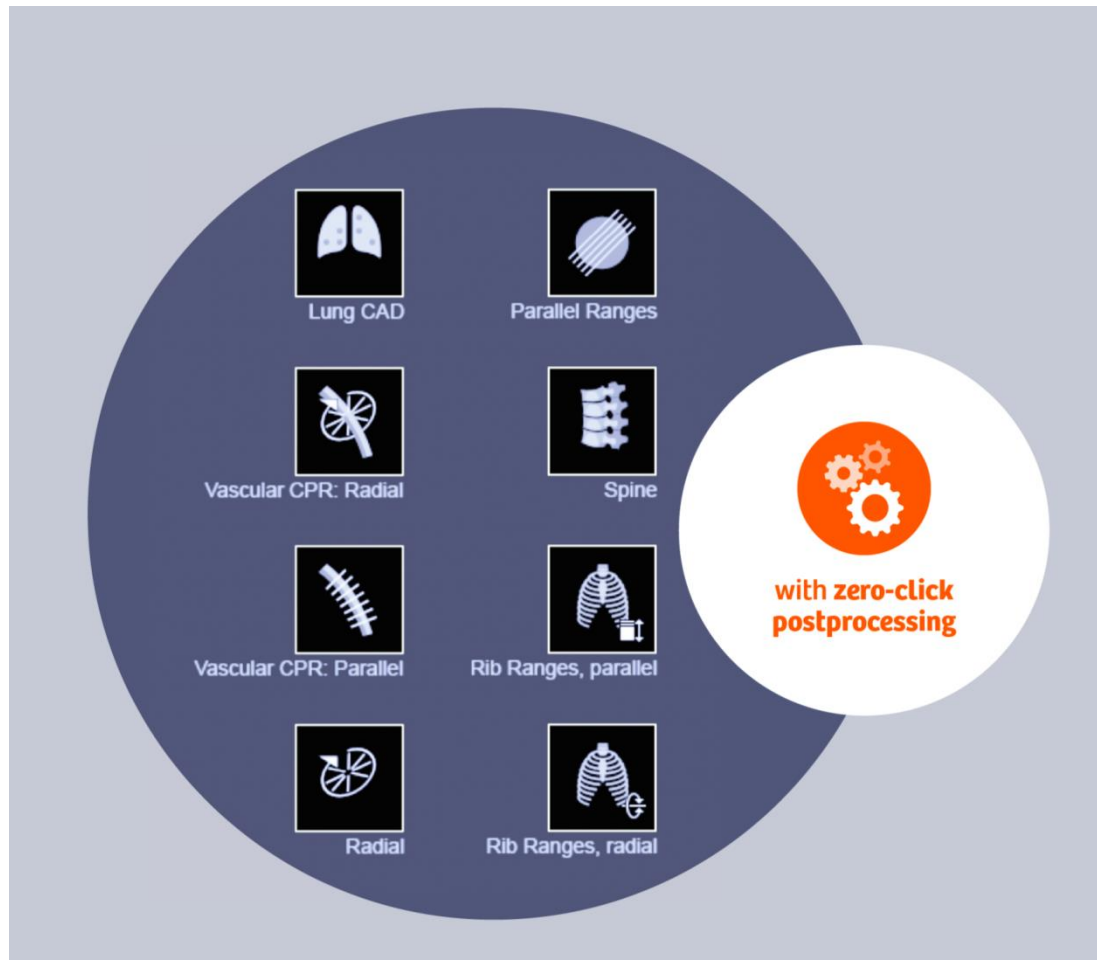 Lung CAD
Parallel Ranges
Vascular CPR: Radial
Spine
Vascular CPR: Parallel
Rib Ranges, parallel
Radial
Rib Ranges, radial
with zero-click
postprocessing